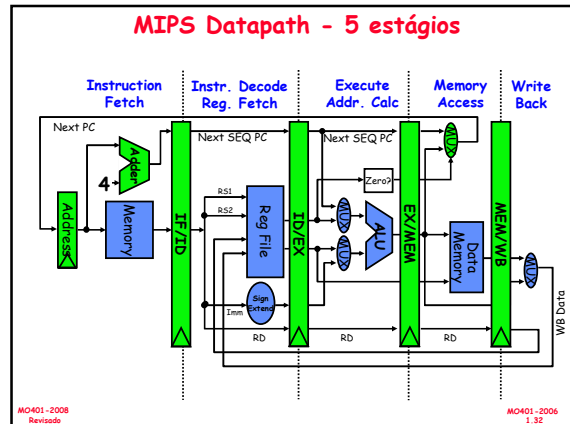 MIPS Datapath - 5 estágios
Instruction
Fetch
Instr. Decode
Reg. Fetch
Execute
Addr. Calc
Memory
Access
Write
Back
Next PC
Next SEQ PC
Next SEQ PC
MUX
Adder
4
Zero?
RS1
RS2
Address
Memory
IF/ID
Reg File
ID/EX
MUX
MUX
ALU
EX/MEM
Data
Memory
MEM/WB
MUX
Sign
Extend
Imm
WB Data
RD
RD
RD
MO401-2008
Revisado
MO401-2006
1.32